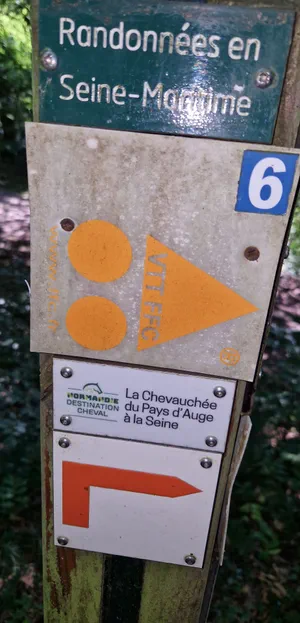 Randonnées en
Seine-Maritime
6
VTT FFC
NORMANDIE
DESTINATION
CHEVAL
La Chevauchée
du Pays d'Auge
à la Seine